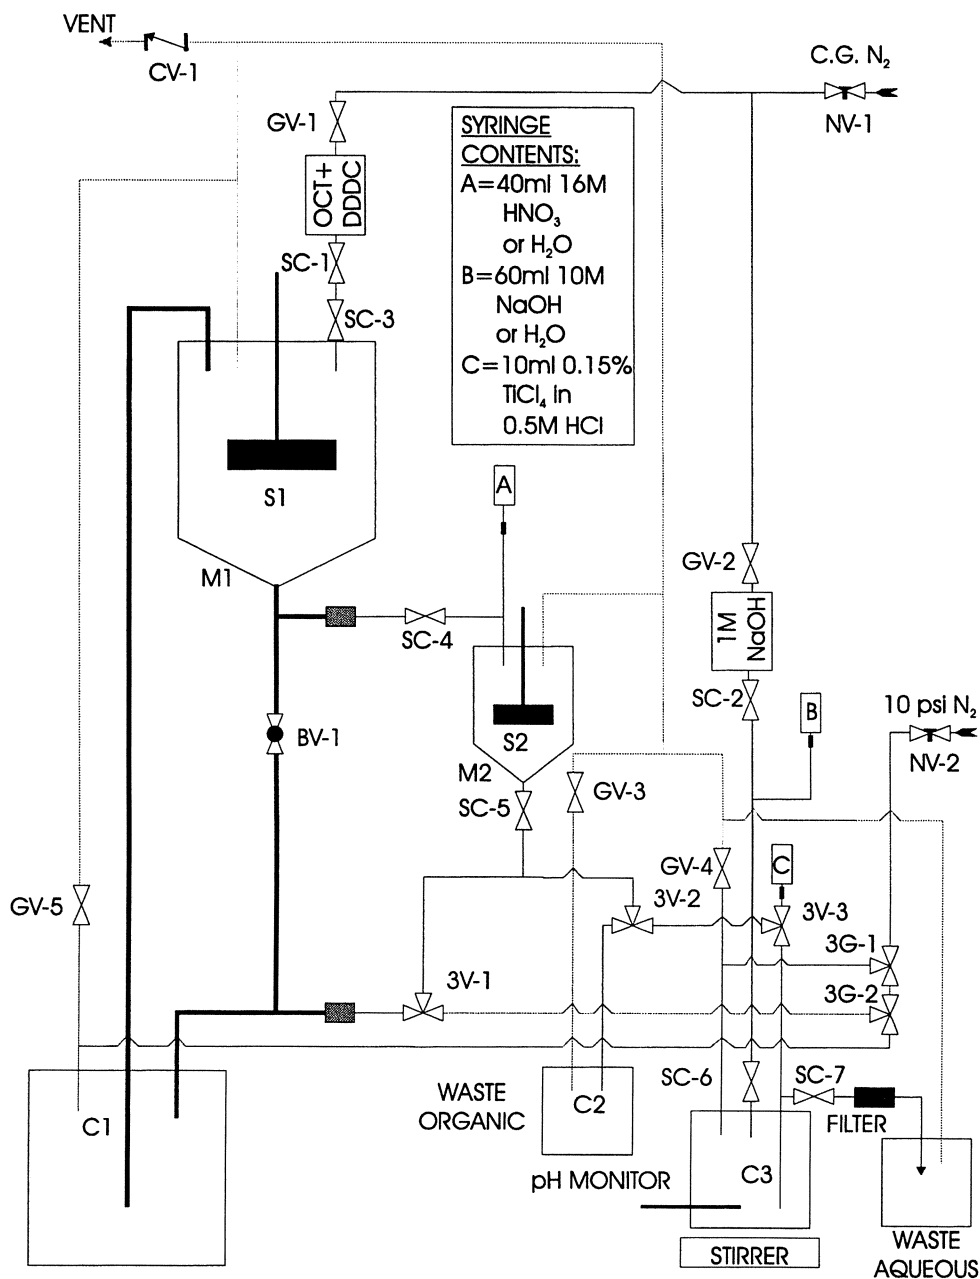 VENT
CV-1
C.G. N₂
NV-1
GV-1
OCT+
DDDC
SC-1
SC-3
SYRINGE
CONTENTS:
A=40ml 16M
HNO₃
or H₂O
B=60ml 10M
NaOH
or H₂O
C=10ml 0.15%
TiCl₄ in
0.5M HCl
S1
M1
A
SC-4
GV-2
1M
NaOH
SC-2
B
10 psi N₂
NV-2
BV-1
S2
M2
SC-5
GV-3
GV-4
C
GV-5
3V-2
3V-3
3G-1
3V-1
3G-2
SC-6
SC-7
WASTE
ORGANIC
C2
FILTER
C1
pH MONITOR
C3
STIRRER
WASTE
AQUEOUS